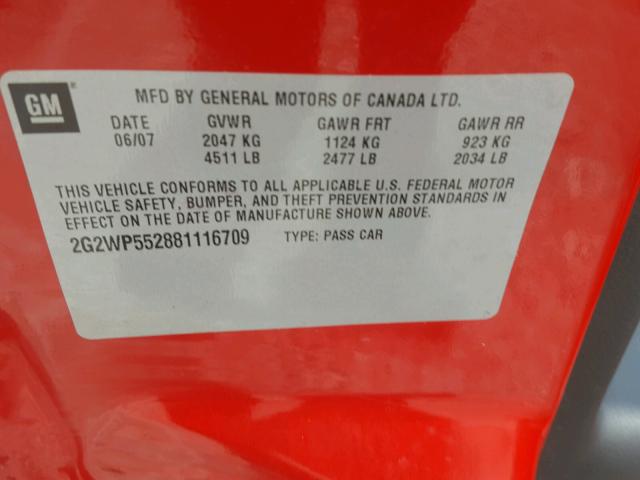 GM
MFD BY GENERAL MOTORS OF CANADA LTD.
DATE GVWR GAWR FRT GAWR RR
06/07 2047 KG 1124 KG 923 KG
4511 LB 2477 LB 2034 LB
THIS VEHICLE CONFORMS TO ALL APPLICABLE U.S. FEDERAL MOTOR
VEHICLE SAFETY, BUMPER, AND THEFT PREVENTION STANDARDS IN
EFFECT ON THE DATE OF MANUFACTURE SHOWN ABOVE.
2G2WP552881116709 TYPE: PASS CAR